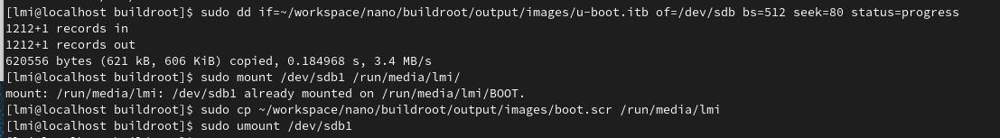 [lmi@localhost buildroot]$ sudo dd if=~/workspace/nano/buildroot/output/images/u-boot.itb of=/dev/sdb bs=512 seek=80 status=progress
1212+1 records in
1212+1 records out
620556 bytes (621 kB, 606 KiB) copied, 0.184968 s, 3.4 MB/s
[lmi@localhost buildroot]$ sudo mount /dev/sdb1 /run/media/lmi/
mount: /run/media/lmi: /dev/sdb1 already mounted on /run/media/lmi/BOOT.
[lmi@localhost buildroot]$ sudo cp ~/workspace/nano/buildroot/output/images/boot.scr /run/media/lmi
[lmi@localhost buildroot]$ sudo umount /dev/sdb1